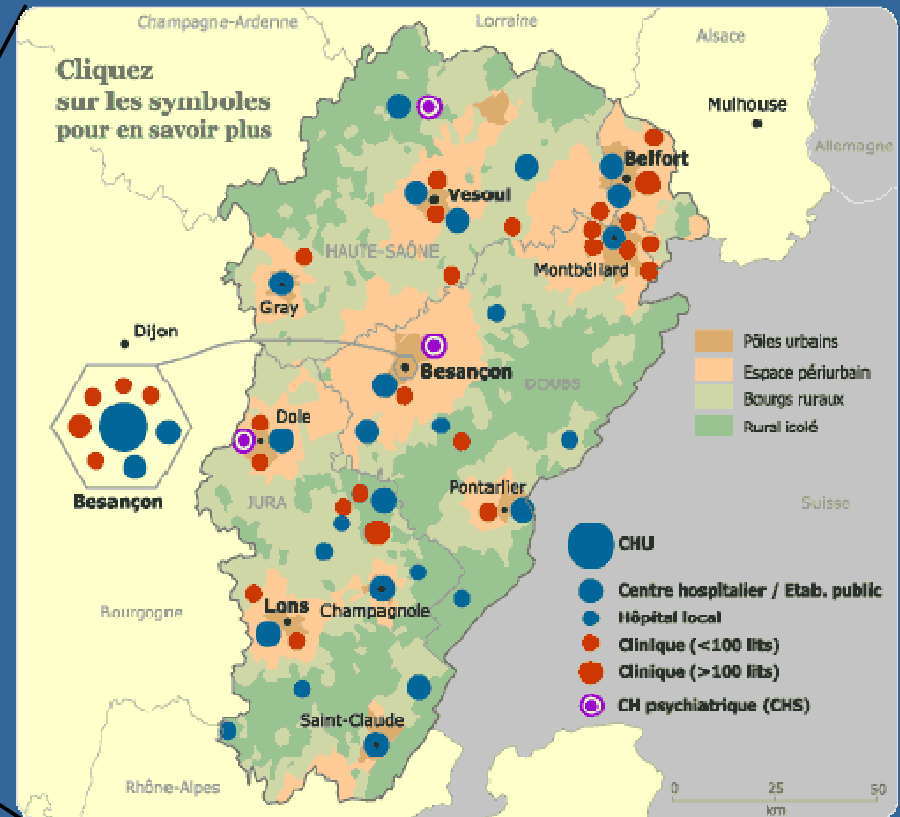 Champagne-Ardenne
Lorraine
Alsace
Cliquez
sur les symboles
pour en savoir plus
Mulhouse
Allemagne
Belfort
Vesoul
HAUTE-SAÔNE
Montbéliard
Gray
Dijon
Pôles urbains
Espace périurbain
Bourgs ruraux
Rural isolé
Besançon
DOUBS
Dole
Besançon
JURA
Pontarlier
Suisse
CHU
Centre hospitalier / Etab. public
Hôpital local
Clinique (<100 lits)
Clinique (>100 lits)
CH psychiatrique (CHS)
Bourgogne
Lons
Champagnole
Saint-Claude
Rhône-Alpes
0 25 50
km